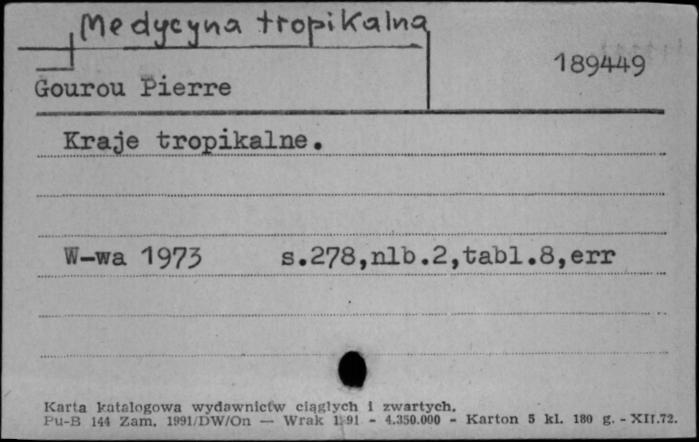 Medycyna tropikalna
189449
Gourou Pierre
Kraje tropikalne.
W-wa 1973 s.278,nlb.2,tabl.8,err
Karta katalogowa wydawnictw ciągłych i zwartych.
Pu-B 144 Zam. 1991/DW/On — Wrak 1/91 - 4.350.000 - Karton 5 kl. 180 g. - XII.72.